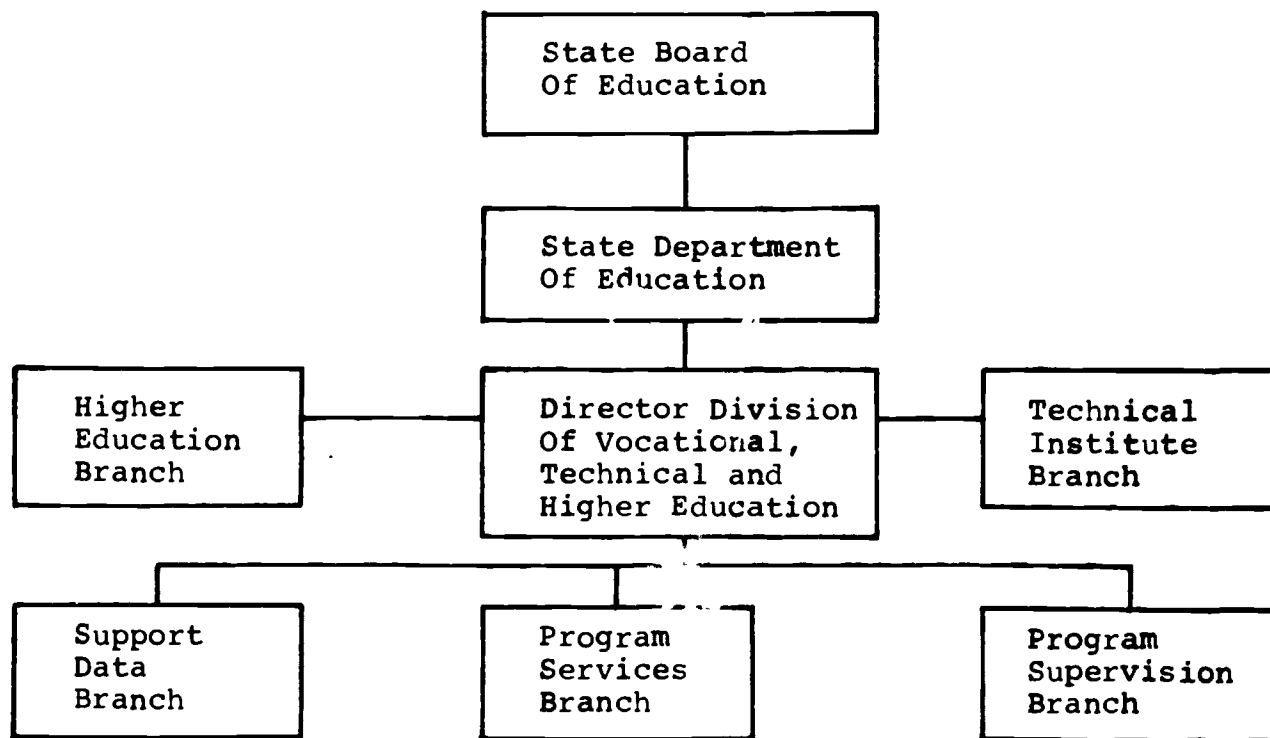 State Board
Of Education
State Department
Of Education
Higher
Education
Branch
Director Division
Of Vocational,
Technical and
Higher Education
Technical
Institute
Branch
Support
Data
Branch
Program
Services
Branch
Program
Supervision
Branch